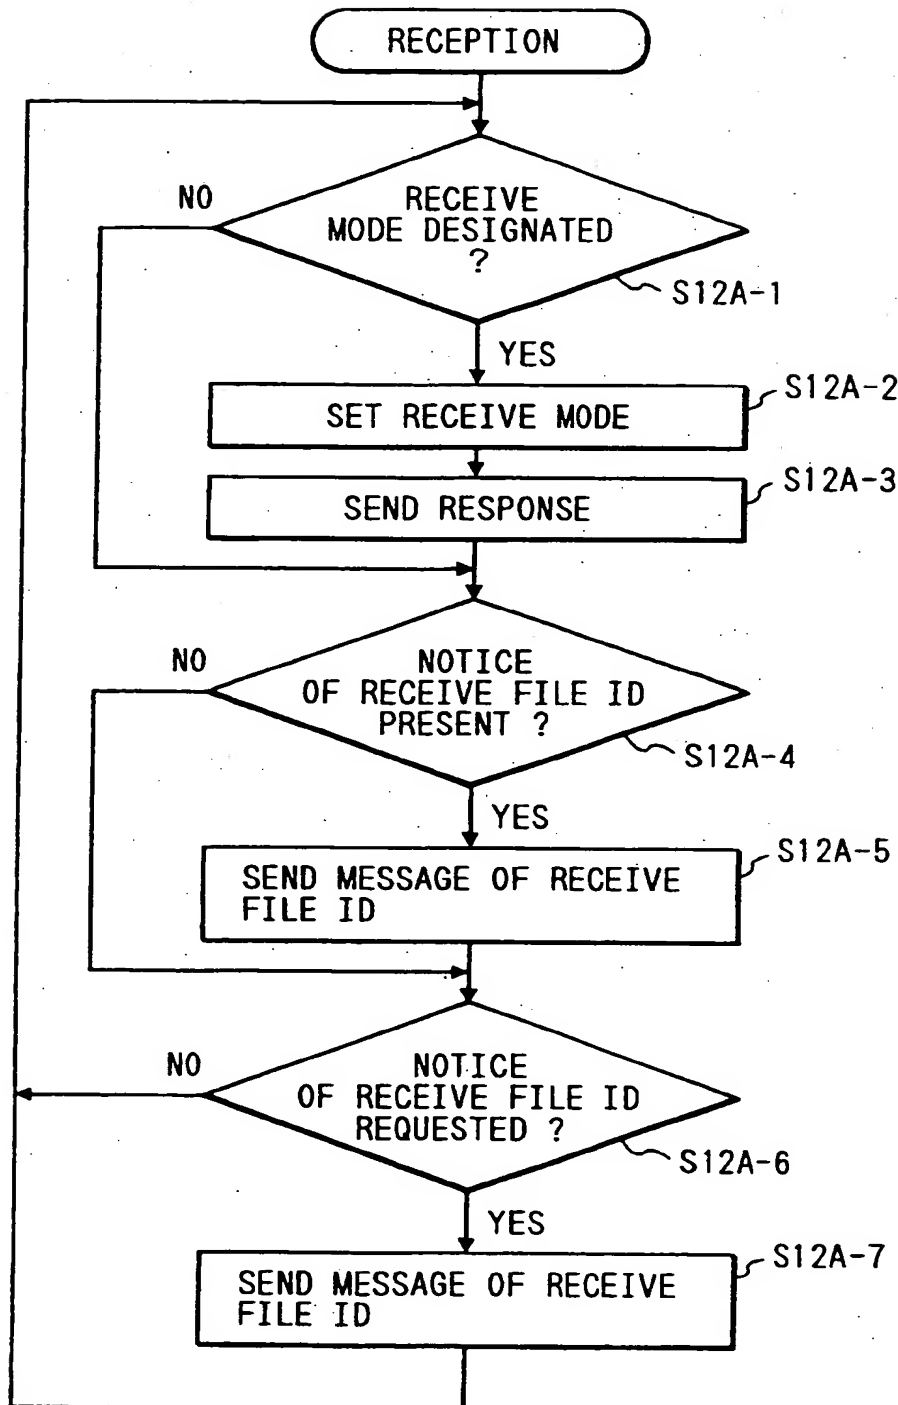 RECEPTION
NO
RECEIVE
MODE DESIGNATED
?
S12A-1
YES
S12A-2
SET RECEIVE MODE
S12A-3
SEND RESPONSE
NO
NOTICE
OF RECEIVE FILE ID
PRESENT ?
S12A-4
YES
S12A-5
SEND MESSAGE OF RECEIVE
FILE ID
NO
NOTICE
OF RECEIVE FILE ID
REQUESTED ?
S12A-6
YES
S12A-7
SEND MESSAGE OF RECEIVE
FILE ID